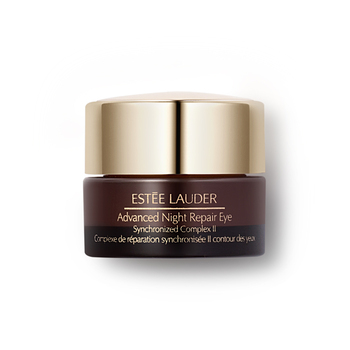 ESTĒE LAUDER
Advanced Night Repair Eye
Synchronized Complex II
Complexe de réparation synchronisée II contour des yeux